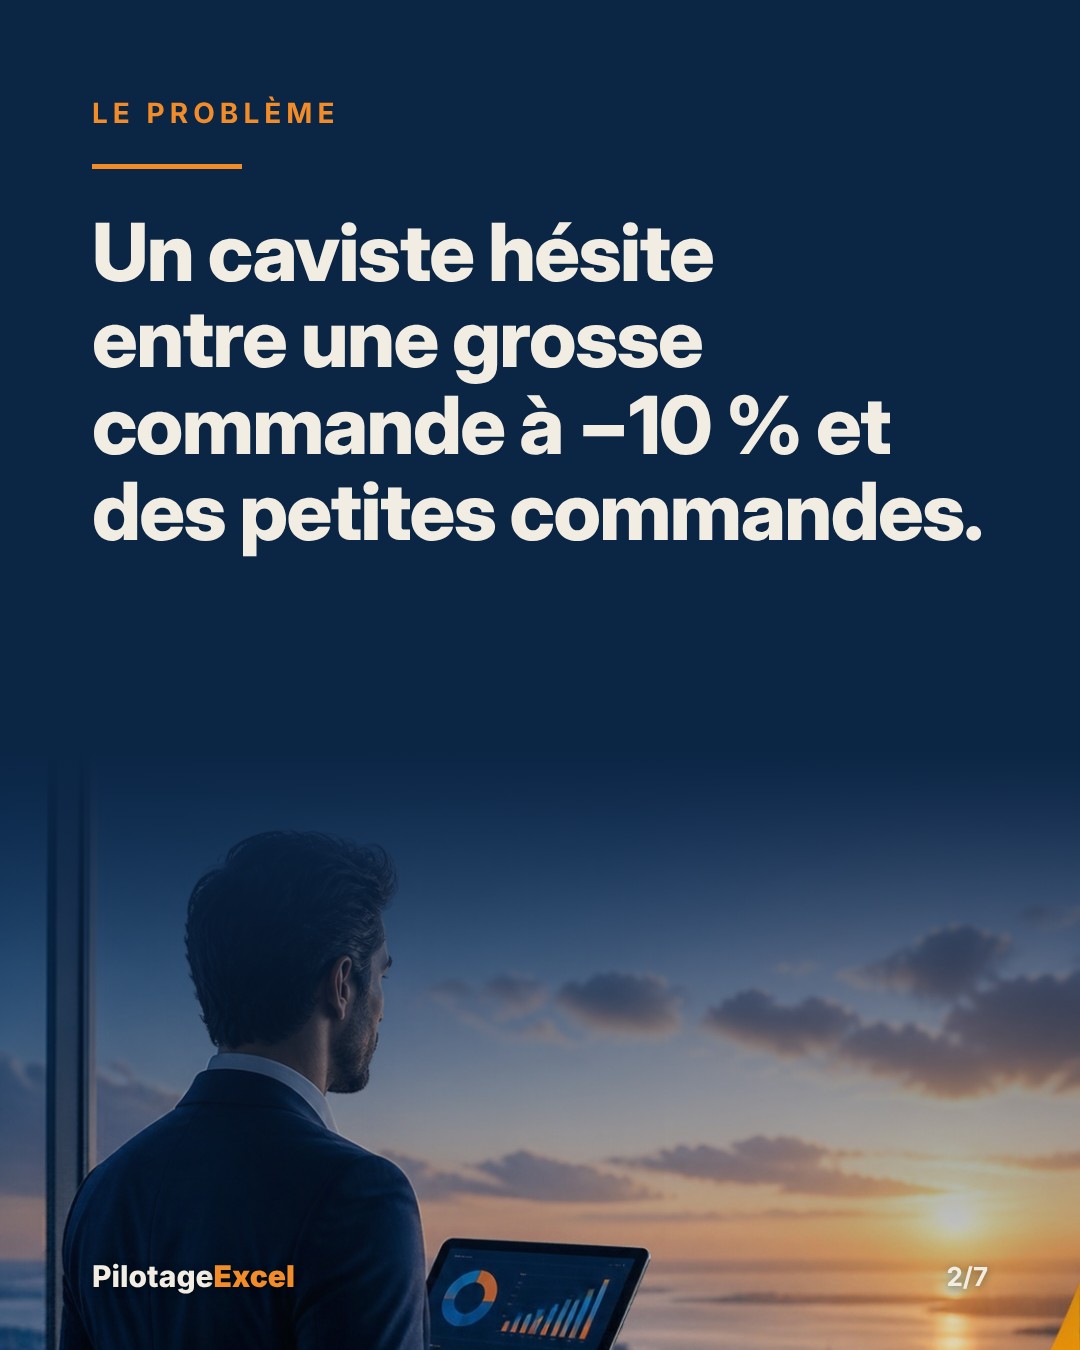 LE PROBLÈME
Un caviste hésite
entre une grosse
commande à −10 % et
des petites commandes.
PilotageExcel
2/7